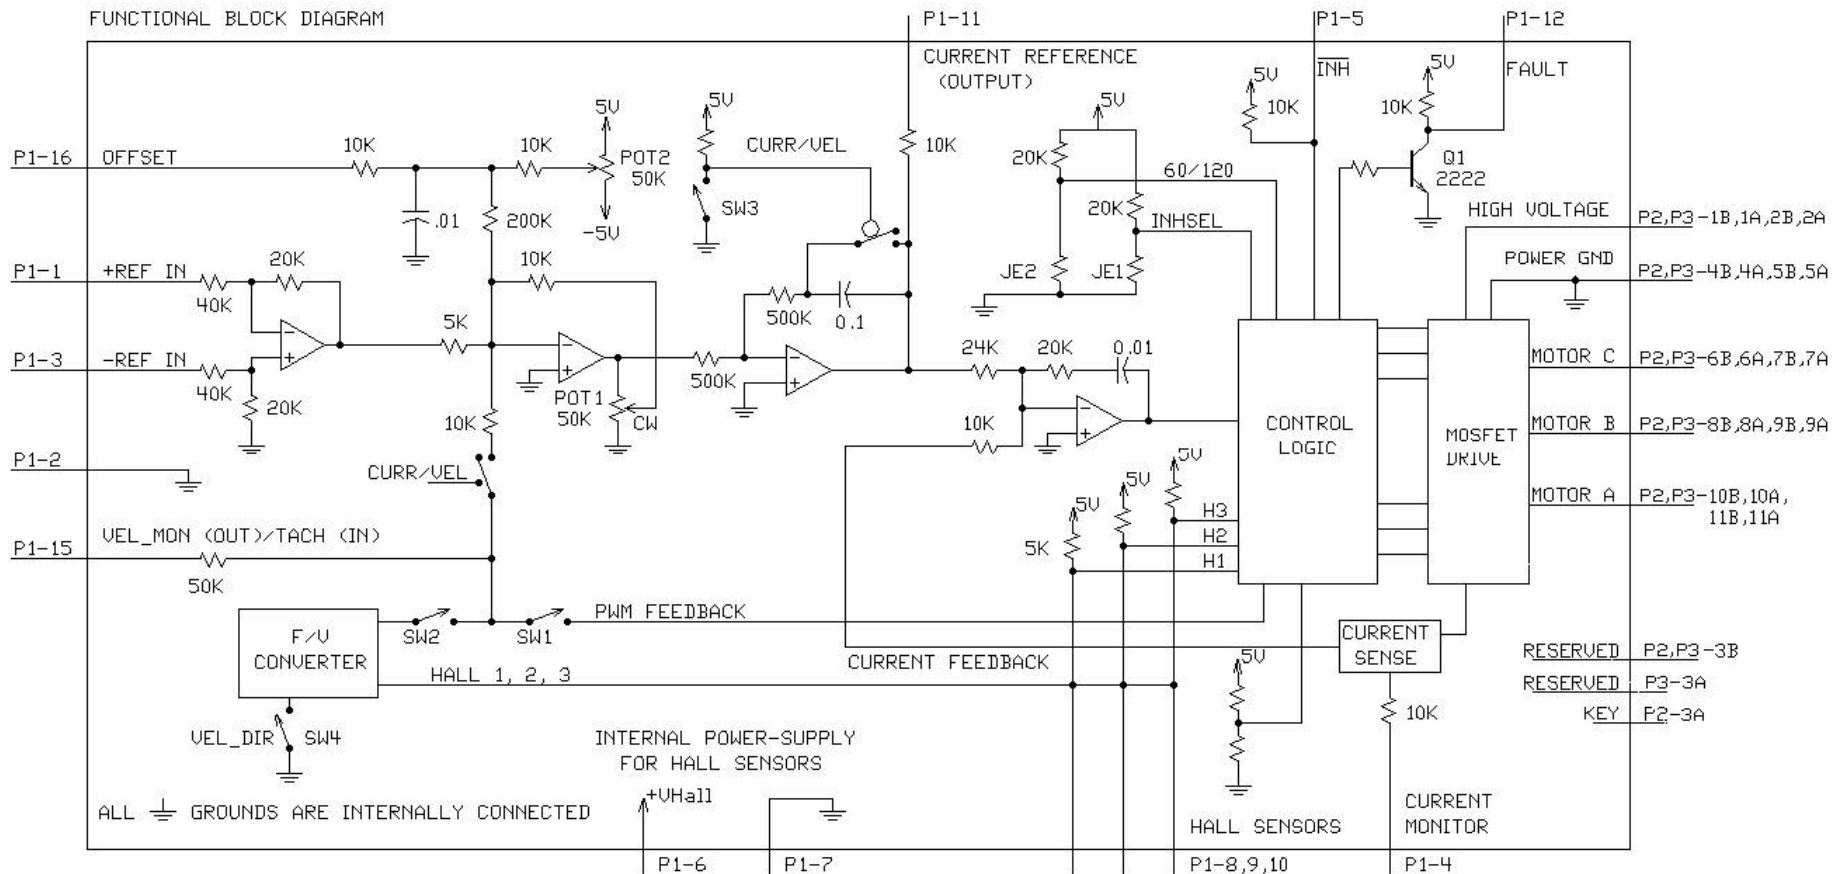 FUNCTIONAL BLOCK DIAGRAM
P1-11
P1-5
P1-12
CURRENT REFERENCE
(OUTPUT)
INH
FAULT
5V
5V
10K
10K
5V
5V
5V
10K
10K
CURR/VEL
10K
20K
60/120
Q1
2222
P1-16
OFFSET
POT2
50K
SW3
20K
INHSEL
HIGH VOLTAGE
P2,P3-1B,1A,2B,2A
.01
200K
-5V
POWER GND
P2,P3-4B,4A,5B,5A
P1-1
+REF IN
20K
10K
JE2
JE1
40K
500K
0.1
5K
24K
20K
0.01
P1-3
-REF IN
MOTOR C
P2,P3-6B,6A,7B,7A
40K
500K
20K
POT1
50K
CW
10K
10K
CONTROL
LOGIC
MOSFET
DRIVE
MOTOR B
P2,P3-8B,8A,9B,9A
P1-2
CURR/VEL
5V
5V
5V
MOTOR A
P2,P3-10B,10A,
11B,11A
H3
H2
H1
5K
P1-15
VEL_MON (OUT)/TACH (IN)
50K
F/V
CONVERTER
SW2
SW1
PWM FEEDBACK
CURRENT
SENSE
CURRENT FEEDBACK
5V
RESERVED
P2,P3-3B
HALL 1, 2, 3
RESERVED
P3-3A
10K
KEY
P2-3A
VEL_DIR
SW4
INTERNAL POWER-SUPPLY
FOR HALL SENSORS
+VHall
ALL
GROUNDS ARE INTERNALLY CONNECTED
HALL SENSORS
CURRENT
MONITOR
P1-6
P1-7
P1-8,9,10
P1-4